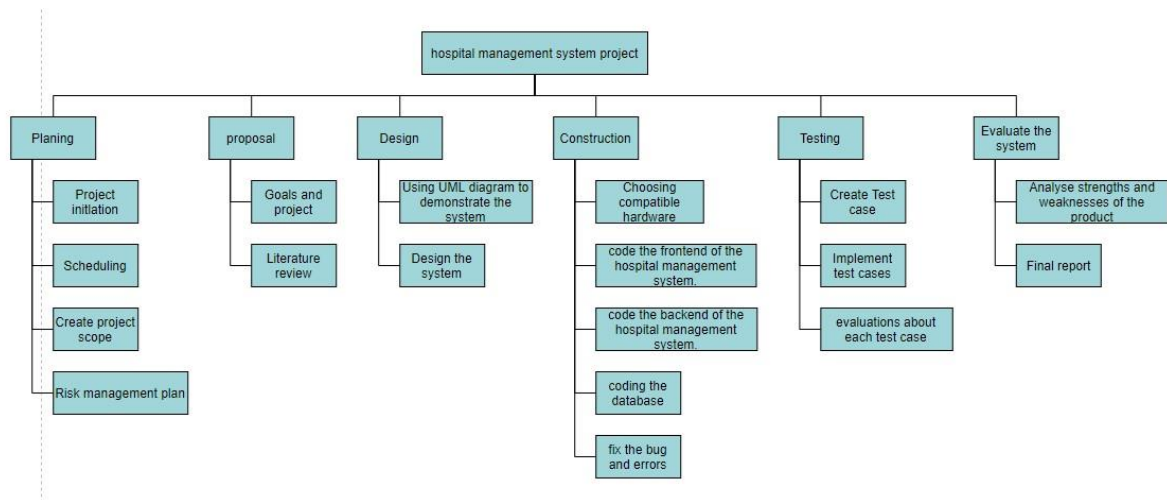 hospital management system project
Planing
proposal
Design
Construction
Testing
Evaluate the
system
Project
initlation
Scheduling
Create project
scope
Risk management plan
Goals and
project
Literature
review
Using UML diagram to
demonstrate the
system
Design the
system
Choosing
compatible
hardware
code the frontend of the
hospital management
system.
code the backend of the
hospital management
system.
coding the
database
fix the bug
and errors
Create Test
case
Implement
test cases
evaluations about
each test case
Analyse strengths and
weaknesses of the
product
Final report